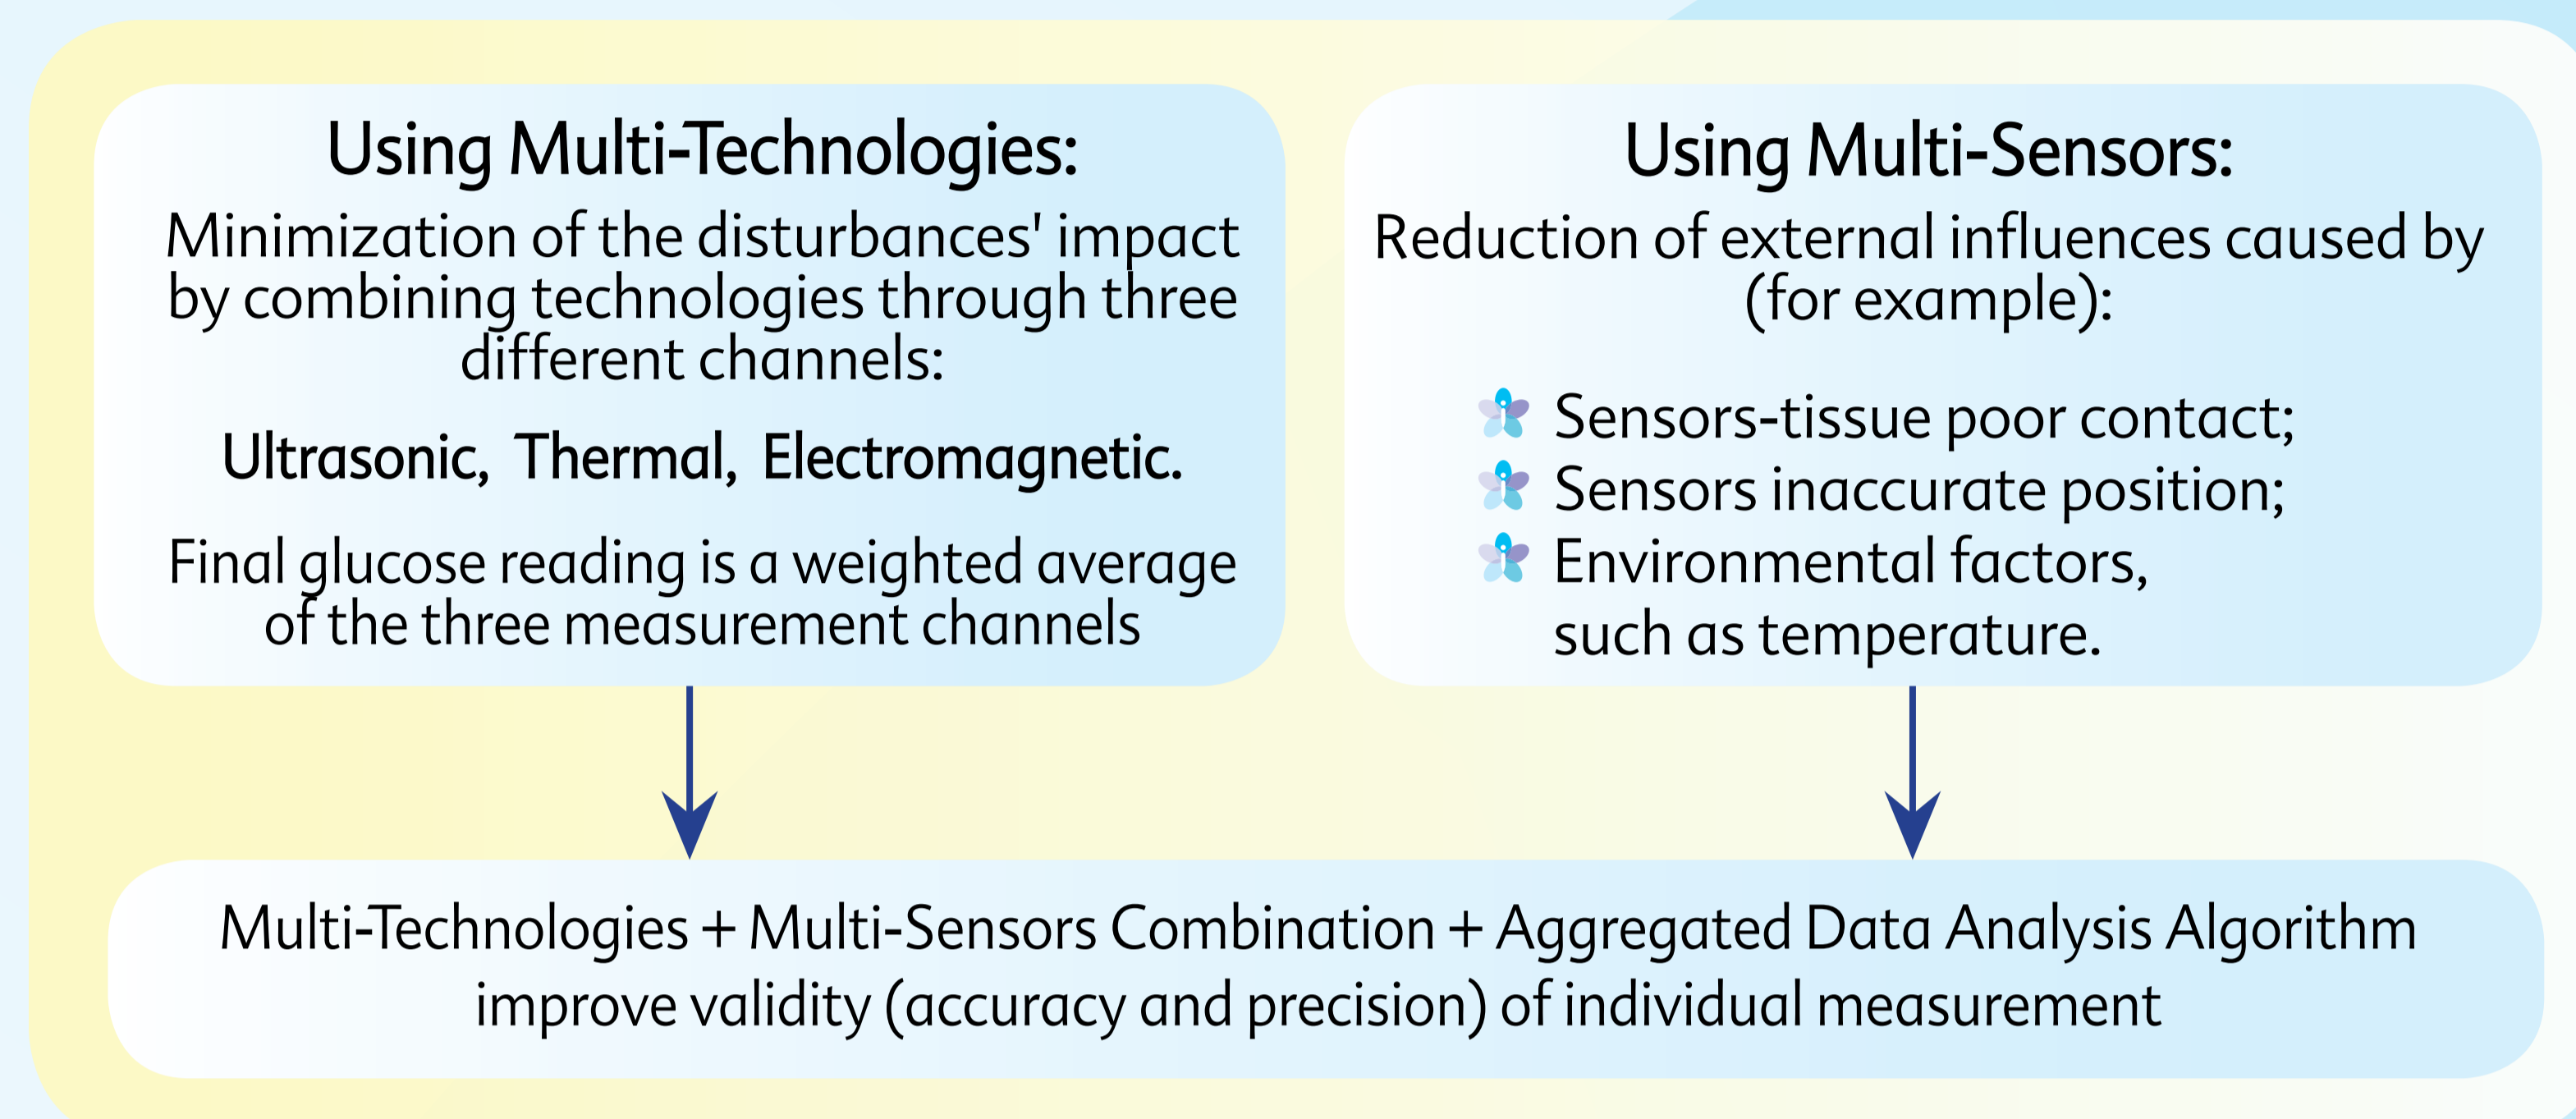 Using Multi-Technologies:
Minimization of the disturbances' impact
by combining technologies through three
different channels:
Ultrasonic, Thermal, Electromagnetic.
Final glucose reading is a weighted average
of the three measurement channels
Using Multi-Sensors:
Reduction of external influences caused by
(for example):
Sensors-tissue poor contact;
Sensors inaccurate position;
Environmental factors,
such as temperature.
Multi-Technologies + Multi-Sensors Combination + Aggregated Data Analysis Algorithm
improve validity (accuracy and precision) of individual measurement